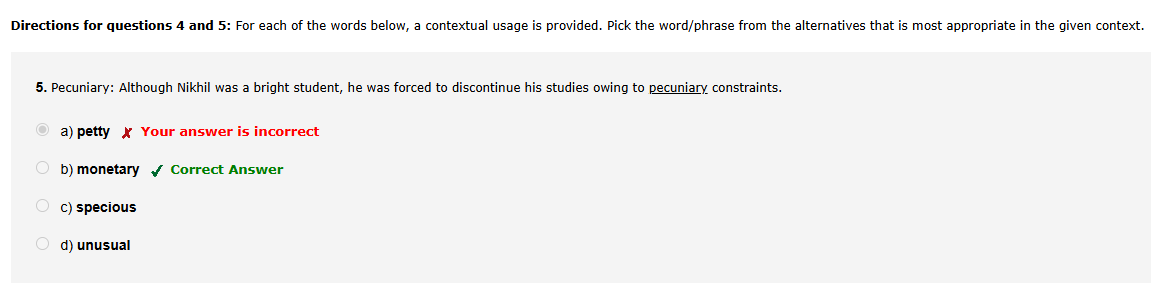 Directions for questions 4 and 5: For each of the words below, a contextual usage is provided. Pick the word/phrase from the alternatives that is most appropriate in the given context.
5. Pecuniary: Although Nikhil was a bright student, he was forced to discontinue his studies owing to pecuniary constraints.
a) petty ✗ Your answer is incorrect
b) monetary ✓ Correct Answer
c) specious
d) unusual